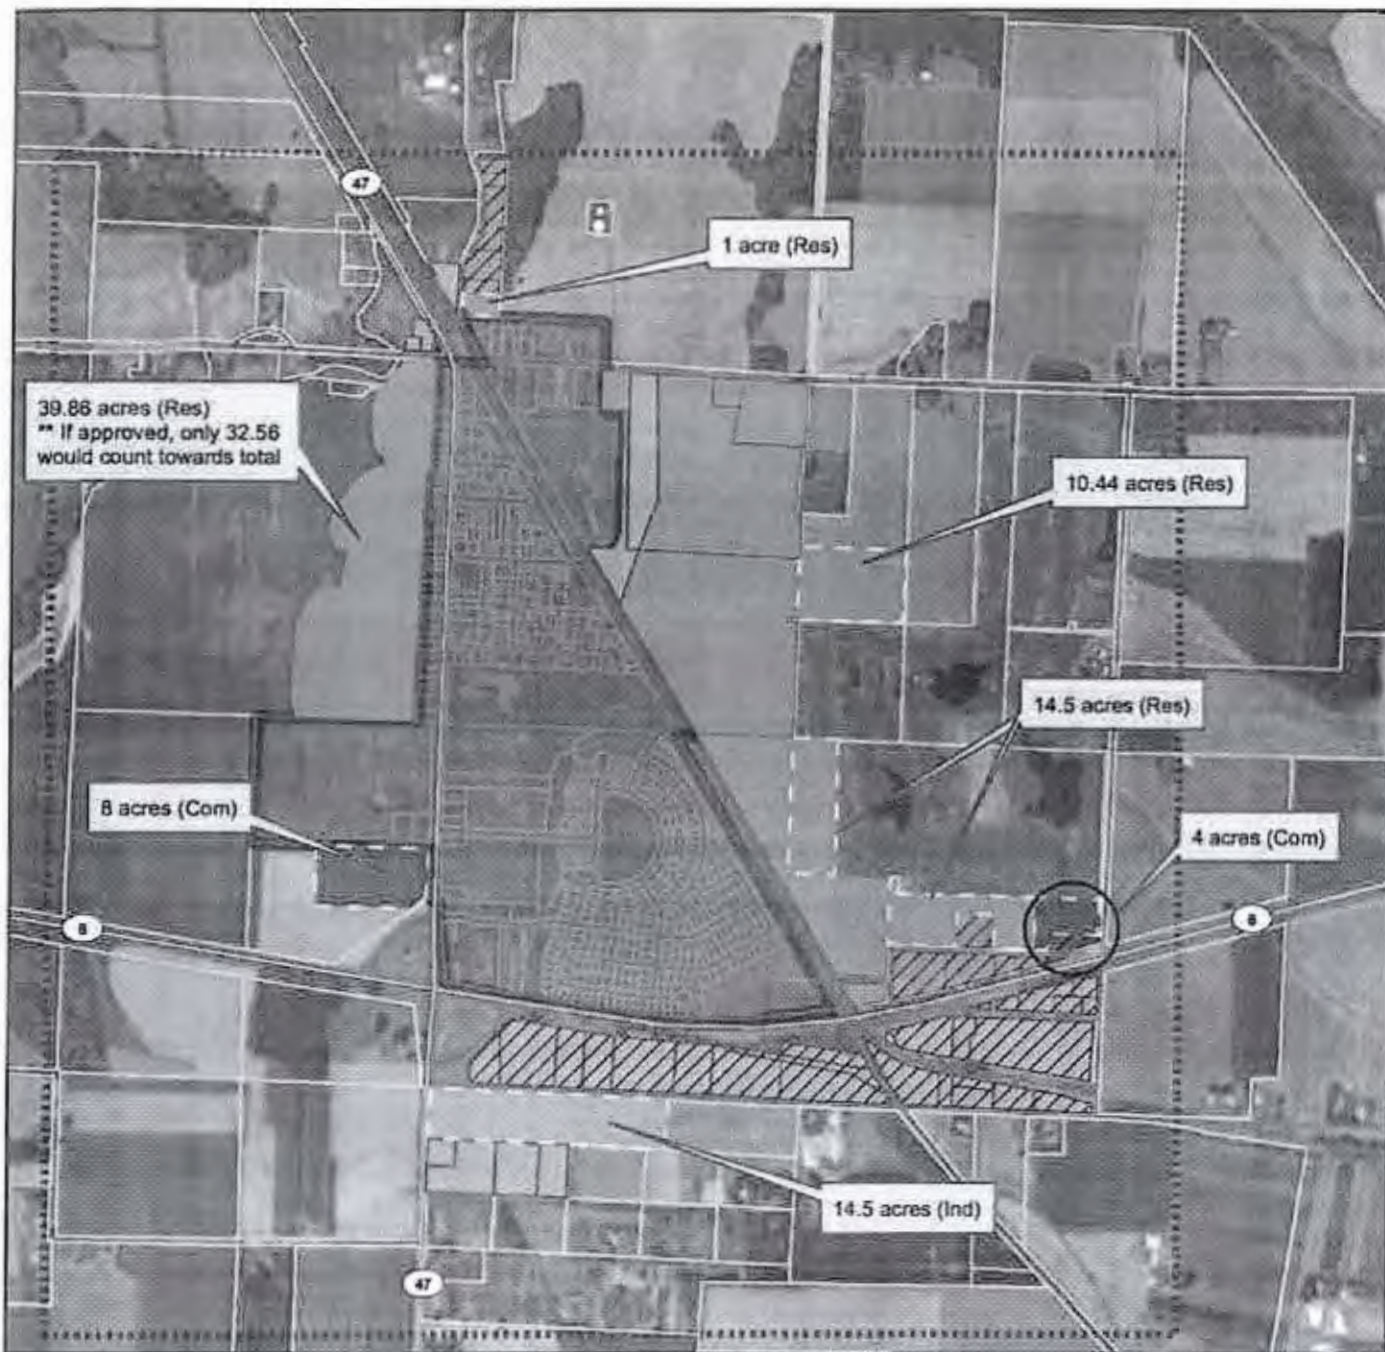 47
1 acre (Res)
39.86 acres (Res)
** If approved, only 32.56
would count towards total
10.44 acres (Res)
14.5 acres (Res)
8 acres (Com)
4 acres (Com)
8
8
14.5 acres (Ind)
47